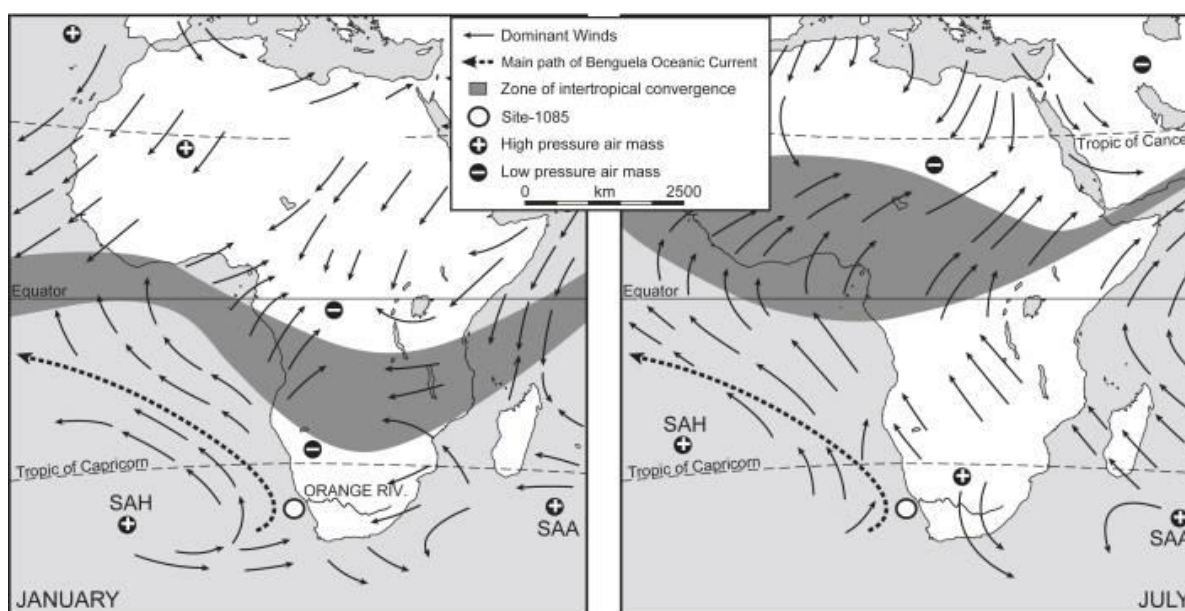 Dominant Winds
Main path of Benguela Oceanic Current
Zone of intertropical convergence
Site-1085
High pressure air mass
Low pressure air mass
0 km 2500
Equator
Tropic of Capricorn
ORANGE RIV.
SAH
SAA
JANUARY
Tropic of Cance
Equator
SAH
Tropic of Capricorn
SAA
JULY